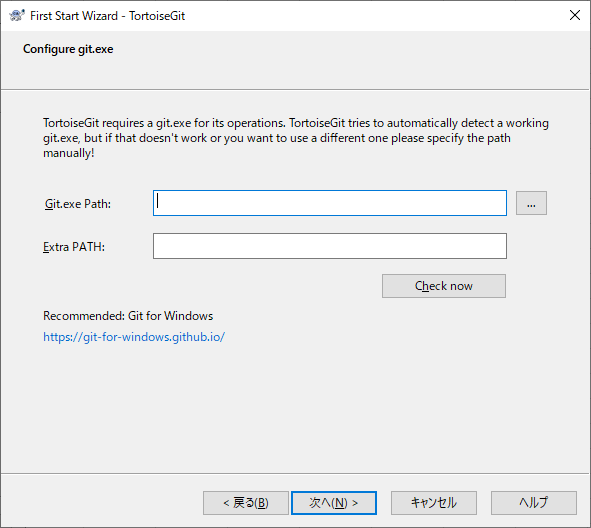 First Start Wizard - TortoiseGit
Configure git.exe
TortoiseGit requires a git.exe for its operations. TortoiseGit tries to automatically detect a working
git.exe, but if that doesn't work or you want to use a different one please specify the path
manually!
Git.exe Path:
...
Extra PATH:
Check now
Recommended: Git for Windows
https://git-for-windows.github.io/
< 戻る(B)
次へ(N) >
キャンセル
ヘルプ